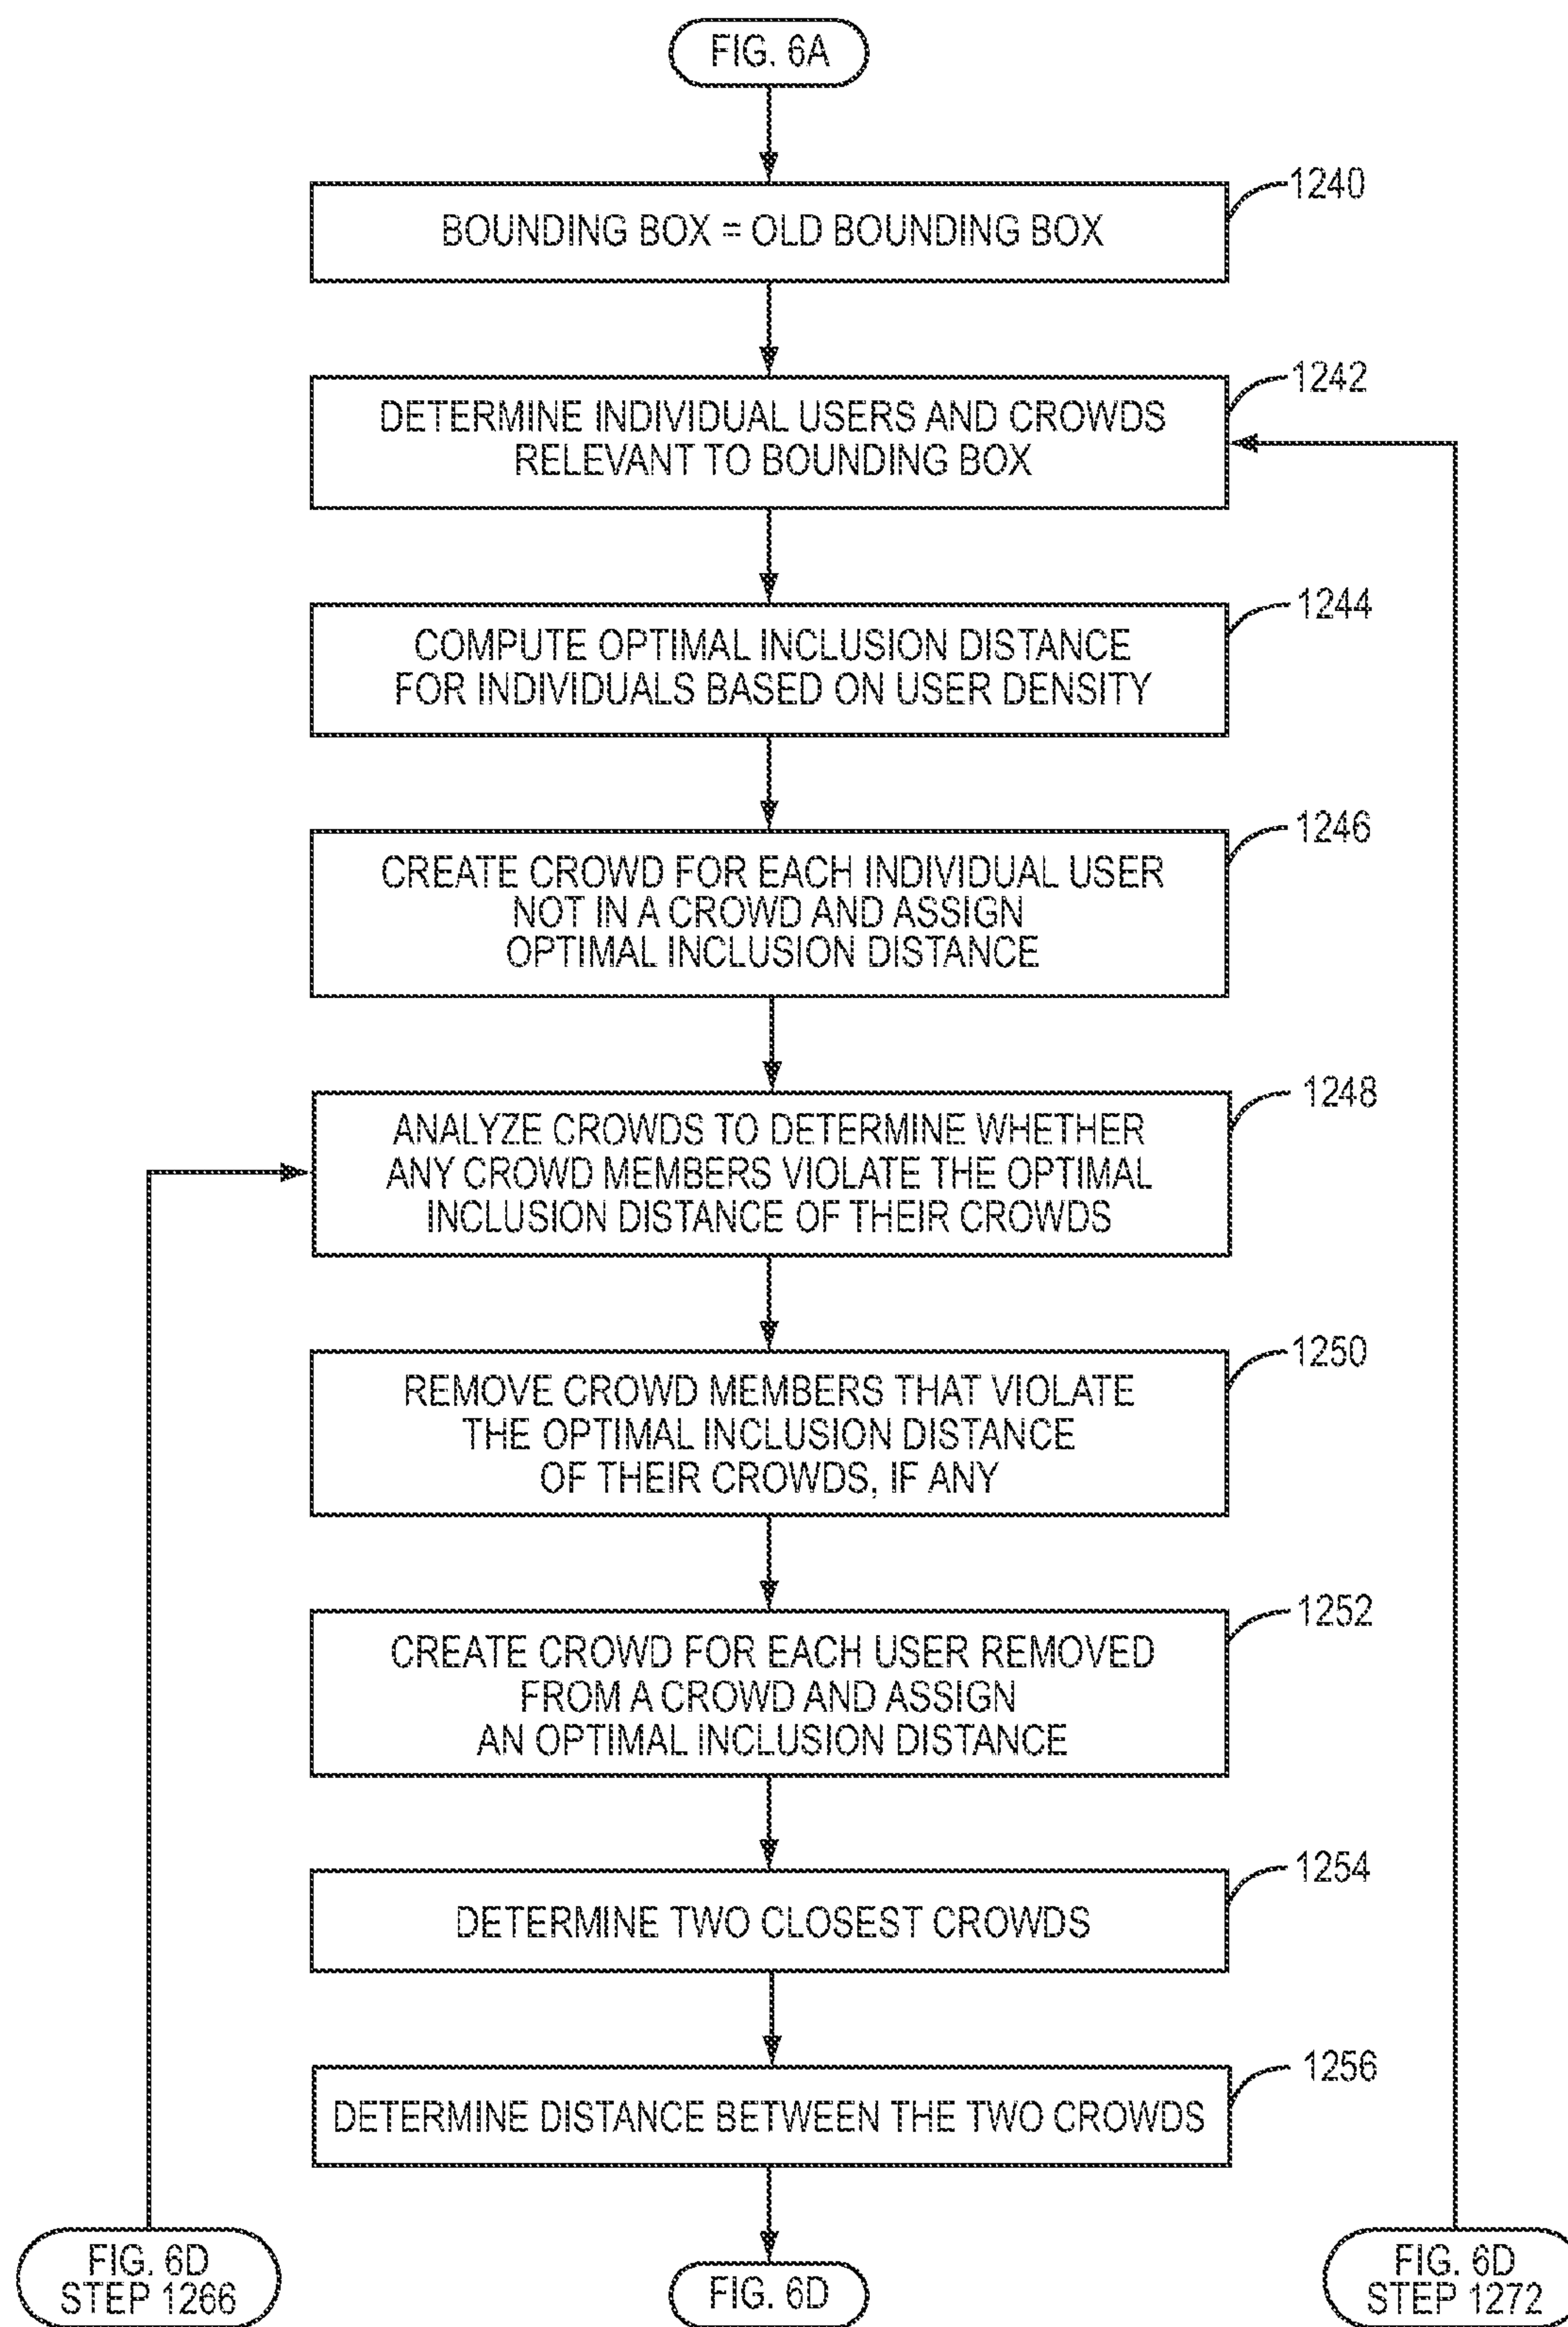 FIG. 6A
1240
BOUNDING BOX = OLD BOUNDING BOX
1242
DETERMINE INDIVIDUAL USERS AND CROWDS
RELEVANT TO BOUNDING BOX
1244
COMPUTE OPTIMAL INCLUSION DISTANCE
FOR INDIVIDUALS BASED ON USER DENSITY
1246
CREATE CROWD FOR EACH INDIVIDUAL USER
NOT IN A CROWD AND ASSIGN
OPTIMAL INCLUSION DISTANCE
1248
ANALYZE CROWDS TO DETERMINE WHETHER
ANY CROWD MEMBERS VIOLATE THE OPTIMAL
INCLUSION DISTANCE OF THEIR CROWDS
1250
REMOVE CROWD MEMBERS THAT VIOLATE
THE OPTIMAL INCLUSION DISTANCE
OF THEIR CROWDS, IF ANY
1252
CREATE CROWD FOR EACH USER REMOVED
FROM A CROWD AND ASSIGN
AN OPTIMAL INCLUSION DISTANCE
1254
DETERMINE TWO CLOSEST CROWDS
1256
DETERMINE DISTANCE BETWEEN THE TWO CROWDS
FIG. 6D
STEP 1266
FIG. 6D
FIG. 6D
STEP 1272